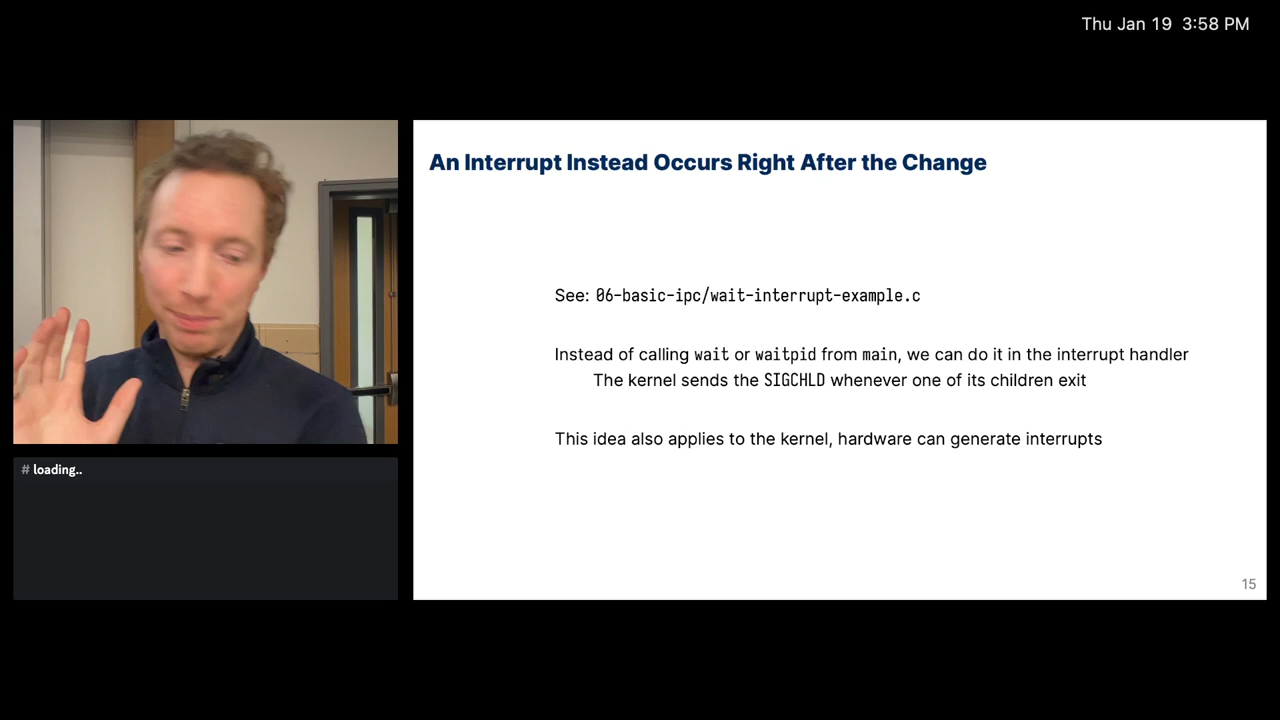 Thu Jan 19 3:58 PM
An Interrupt Instead Occurs Right After the Change
See: 06-basic-ipc/wait-interrupt-example.c
Instead of calling wait or waitpid from main, we can do it in the interrupt handler
The kernel sends the SIGCHLD whenever one of its children exit
This idea also applies to the kernel, hardware can generate interrupts
# loading..
15